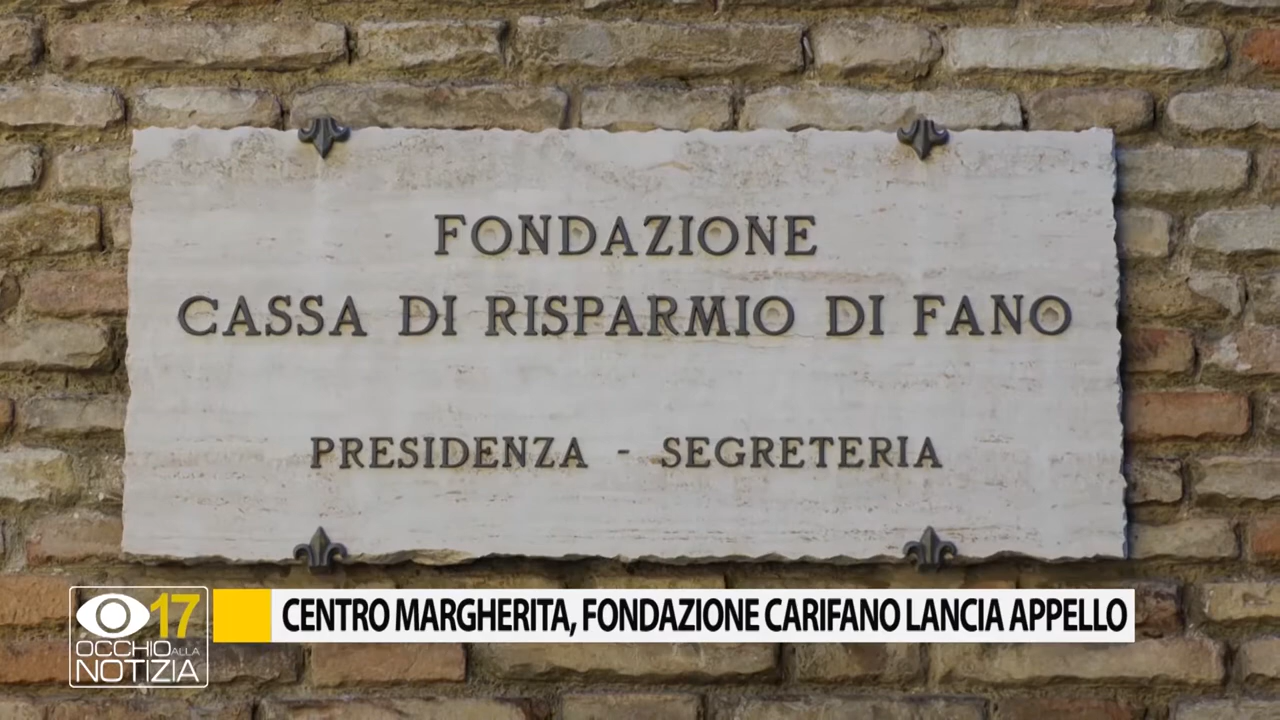 FONDAZIONE
CASSA DI RISPARMIO DI FANO
PRESIDENZA - SEGRETERIA
17
OCCHIO ALLA
NOTIZIA
CENTRO MARGHERITA, FONDAZIONE CARIFANO LANCIA APPELLO